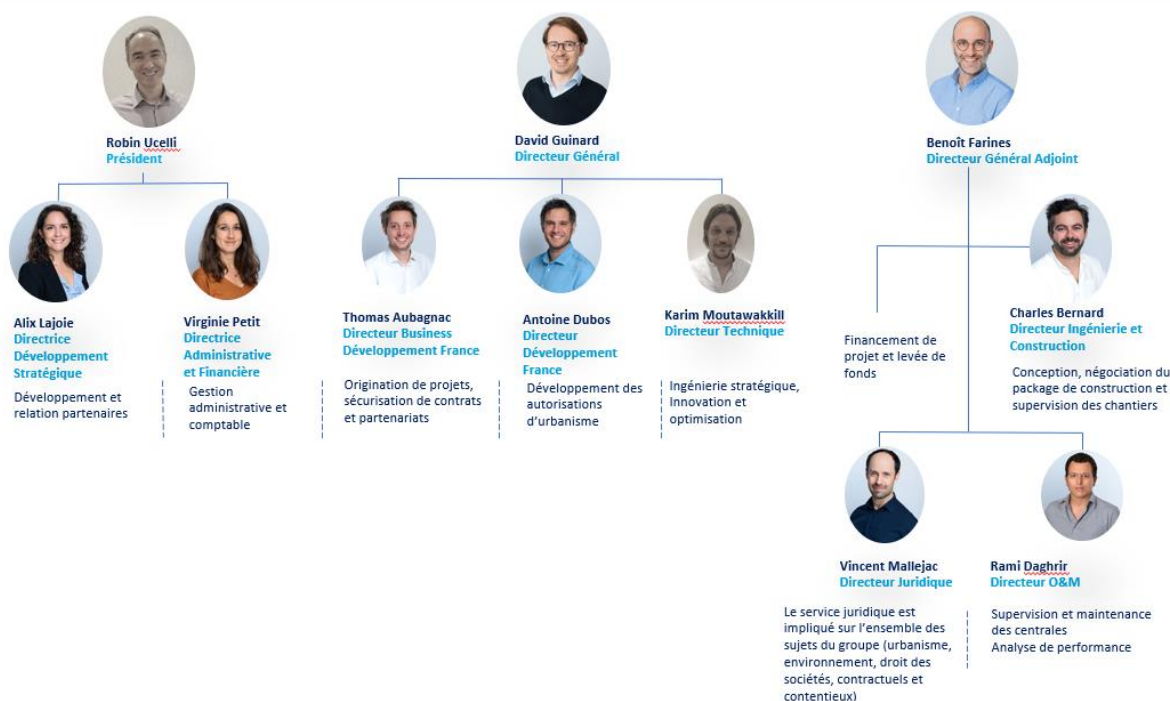 Robin Ucelli
Président
David Guinard
Directeur Général
Benoît Farines
Directeur Général Adjoint
Alix Lajoie
Directrice
Développement
Stratégique
Développement et
relation partenaires
Virginie Petit
Directrice
Administrative
et Financière
Gestion
administrative et
comptable
Thomas Aubagnac
Directeur Business
Développement France
Origination de projets,
sécurisation de contrats
et partenariats
Antoine Dubos
Directeur
Développement
France
Développement des
autorisations
d’urbanisme
Karim Moutawakkill
Directeur Technique
Ingénierie stratégique,
Innovation et
optimisation
Financement de
projet et levée de
fonds
Charles Bernard
Directeur Ingénierie et
Construction
Conception, négociation du
package de construction et
supervision des chantiers
Vincent Mallejac
Directeur Juridique
Le service juridique est
impliqué sur l’ensemble des
sujets du groupe (urbanisme,
environnement, droit des
sociétés, contractuels et
contentieux)
Rami Daghrir
Directeur O&M
Supervision et maintenance
des centrales
Analyse de performance